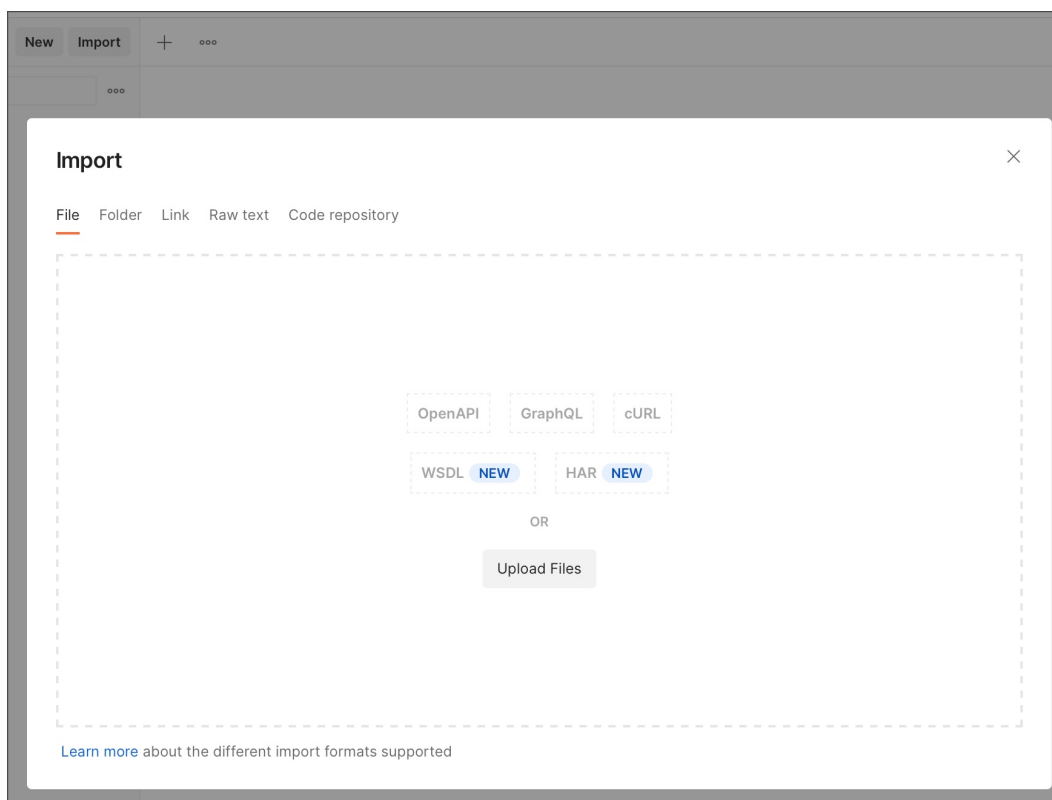 New Import
Import
File Folder Link Raw text Code repository
OpenAPI GraphQL cURL
WSDL NEW HAR NEW
OR
Upload Files
Learn more about the different import formats supported